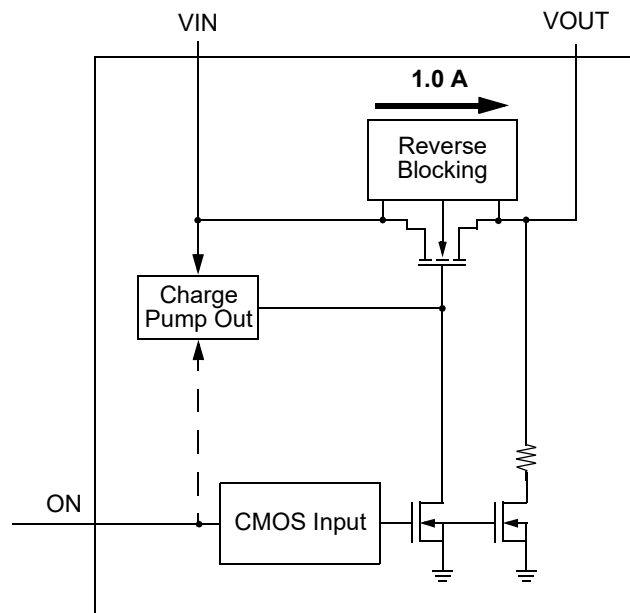 VIN
VOUT
1.0 A
Reverse
Blocking
Charge
Pump Out
ON
CMOS Input